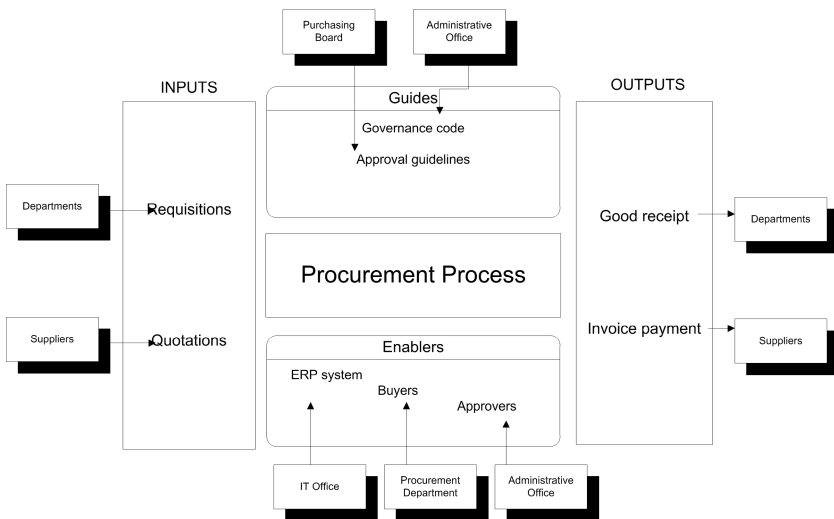 Purchasing
Board
Administrative
Office
INPUTS
OUTPUTS
Guides
Governance code
Approval guidelines
Departments
Requisitions
Good receipt
Departments
Procurement Process
Suppliers
Quotations
Invoice payment
Suppliers
Enablers
ERP system
Buyers
Approvers
IT Office
Procurement
Department
Administrative
Office